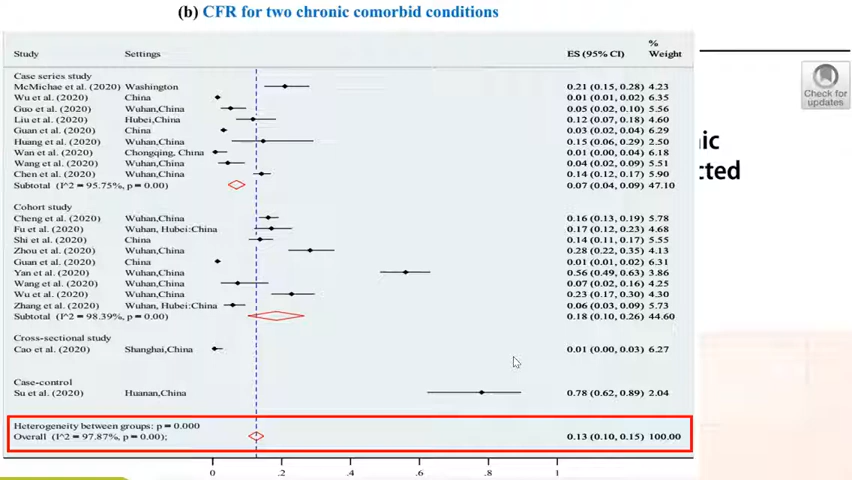 (b) CFR for two chronic comorbid conditions
%
Study Settings ES (95% CI) Weight
Case series study
McMichae et al. (2020) Washington 0.21 (0.15, 0.28) 4.23
Wu et al. (2020) China 0.01 (0.01, 0.02) 6.35
Guo et al. (2020) Wuhan,China 0.05 (0.02, 0.10) 5.56
Liu et al. (2020) Hubei,China 0.12 (0.07, 0.18) 4.60
Guan et al. (2020) China 0.03 (0.02, 0.04) 6.29
Huang et al. (2020) Wuhan,China 0.15 (0.06, 0.29) 2.50
Wan et al. (2020) Chongqing, China 0.01 (0.00, 0.04) 6.18
Wang et al. (2020) Wuhan,China 0.04 (0.02, 0.09) 5.51
Chen et al. (2020) Wuhan,China 0.14 (0.12, 0.17) 5.90
Subtotal (I^2 = 95.75%, p = 0.00) 0.07 (0.04, 0.09) 47.10
Cohort study
Cheng et al. (2020) Wuhan,China 0.16 (0.13, 0.19) 5.78
Fu et al. (2020) Wuhan, Hubei:China 0.17 (0.12, 0.23) 4.68
Shi et al. (2020) China 0.14 (0.11, 0.17) 5.55
Zhou et al. (2020) Wuhan,China 0.28 (0.22, 0.35) 4.13
Guan et al. (2020) China 0.01 (0.01, 0.02) 6.31
Yan et al. (2020) Wuhan,China 0.56 (0.49, 0.63) 3.86
Wang et al. (2020) Wuhan,China 0.07 (0.02, 0.16) 4.25
Wu et al. (2020) Wuhan,China 0.23 (0.17, 0.30) 4.30
Zhang et al. (2020) Wuhan, Hubei:China 0.06 (0.03, 0.09) 5.73
Subtotal (I^2 = 98.39%, p = 0.00) 0.18 (0.10, 0.26) 44.60
Cross-sectional study
Cao et al. (2020) Shanghai,China 0.01 (0.00, 0.03) 6.27
Case-control
Su et al. (2020) Huanan,China 0.78 (0.62, 0.89) 2.04
Heterogeneity between groups: p = 0.000
Overall (I^2 = 97.87%, p = 0.00); 0.13 (0.10, 0.15) 100.00
0 .2 .4 .6 .8 1
Check for
updates
ic
cted